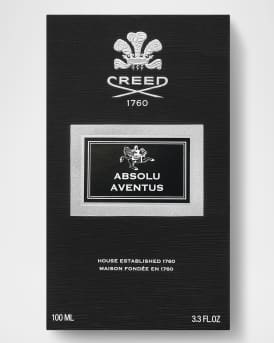 CREED
1760
ABSOLU
AVENTUS
HOUSE ESTABLISHED 1760
MAISON FONDÉE EN 1760
100 ML 3.3 FL.OZ